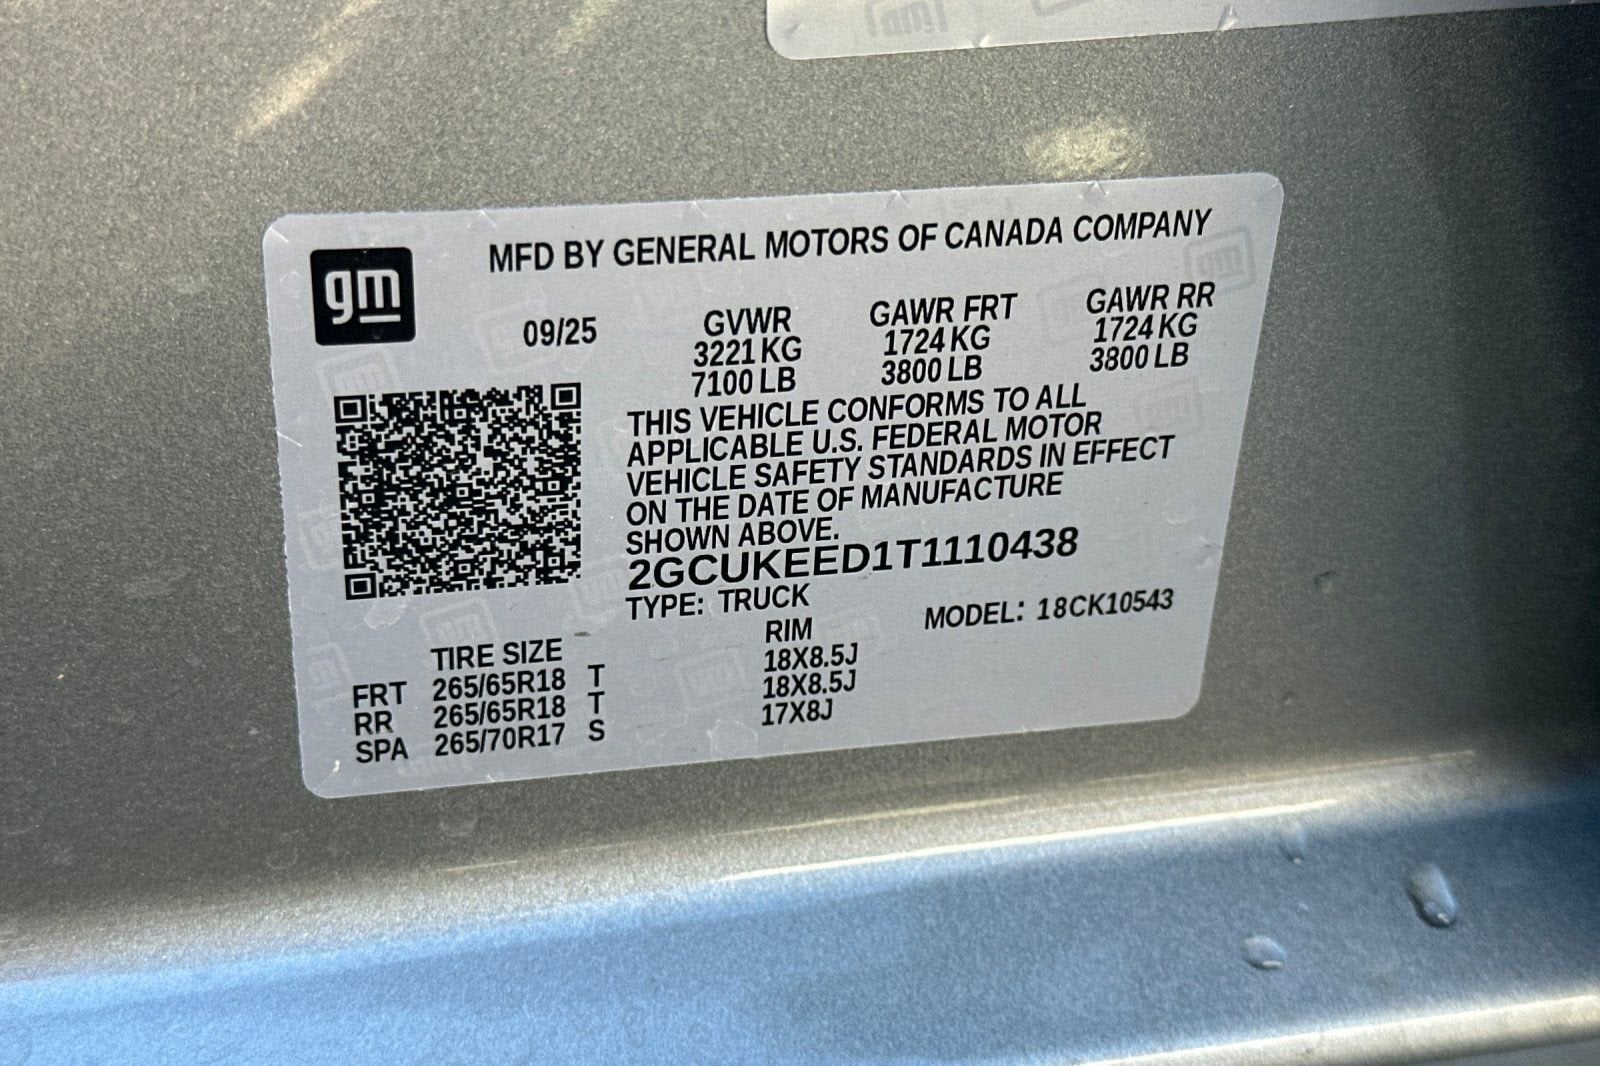 gm
MFD BY GENERAL MOTORS OF CANADA COMPANY
09/25
GVWR GAWR FRT GAWR RR
3221 KG 1724 KG 1724 KG
7100 LB 3800 LB 3800 LB
THIS VEHICLE CONFORMS TO ALL
APPLICABLE U.S. FEDERAL MOTOR
VEHICLE SAFETY STANDARDS IN EFFECT
ON THE DATE OF MANUFACTURE
SHOWN ABOVE.
2GCUKEED1T1110438
TYPE: TRUCK MODEL: 18CK10543
TIRE SIZE RIM
FRT 265/65R18 T 18X8.5J
RR 265/65R18 T 18X8.5J
SPA 265/70R17 S 17X8J